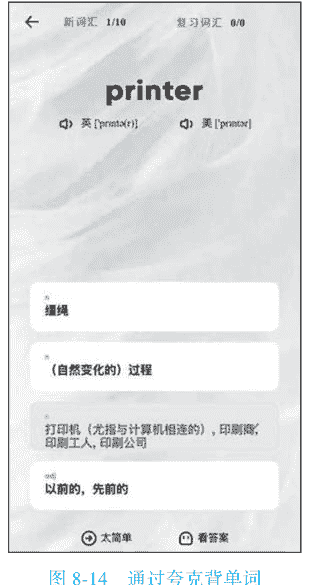 新词汇 1/10 复习词汇 0/0
printer
英 ['prɪntə(r)] 美 ['prɪntər]
n
缰绳
n
（自然变化的）过程
n
打印机（尤指与计算机相连的）, 印刷商,
印刷工人, 印刷公司
adj
以前的，先前的
太简单 看答案
图 8-14 通过夸克背单词